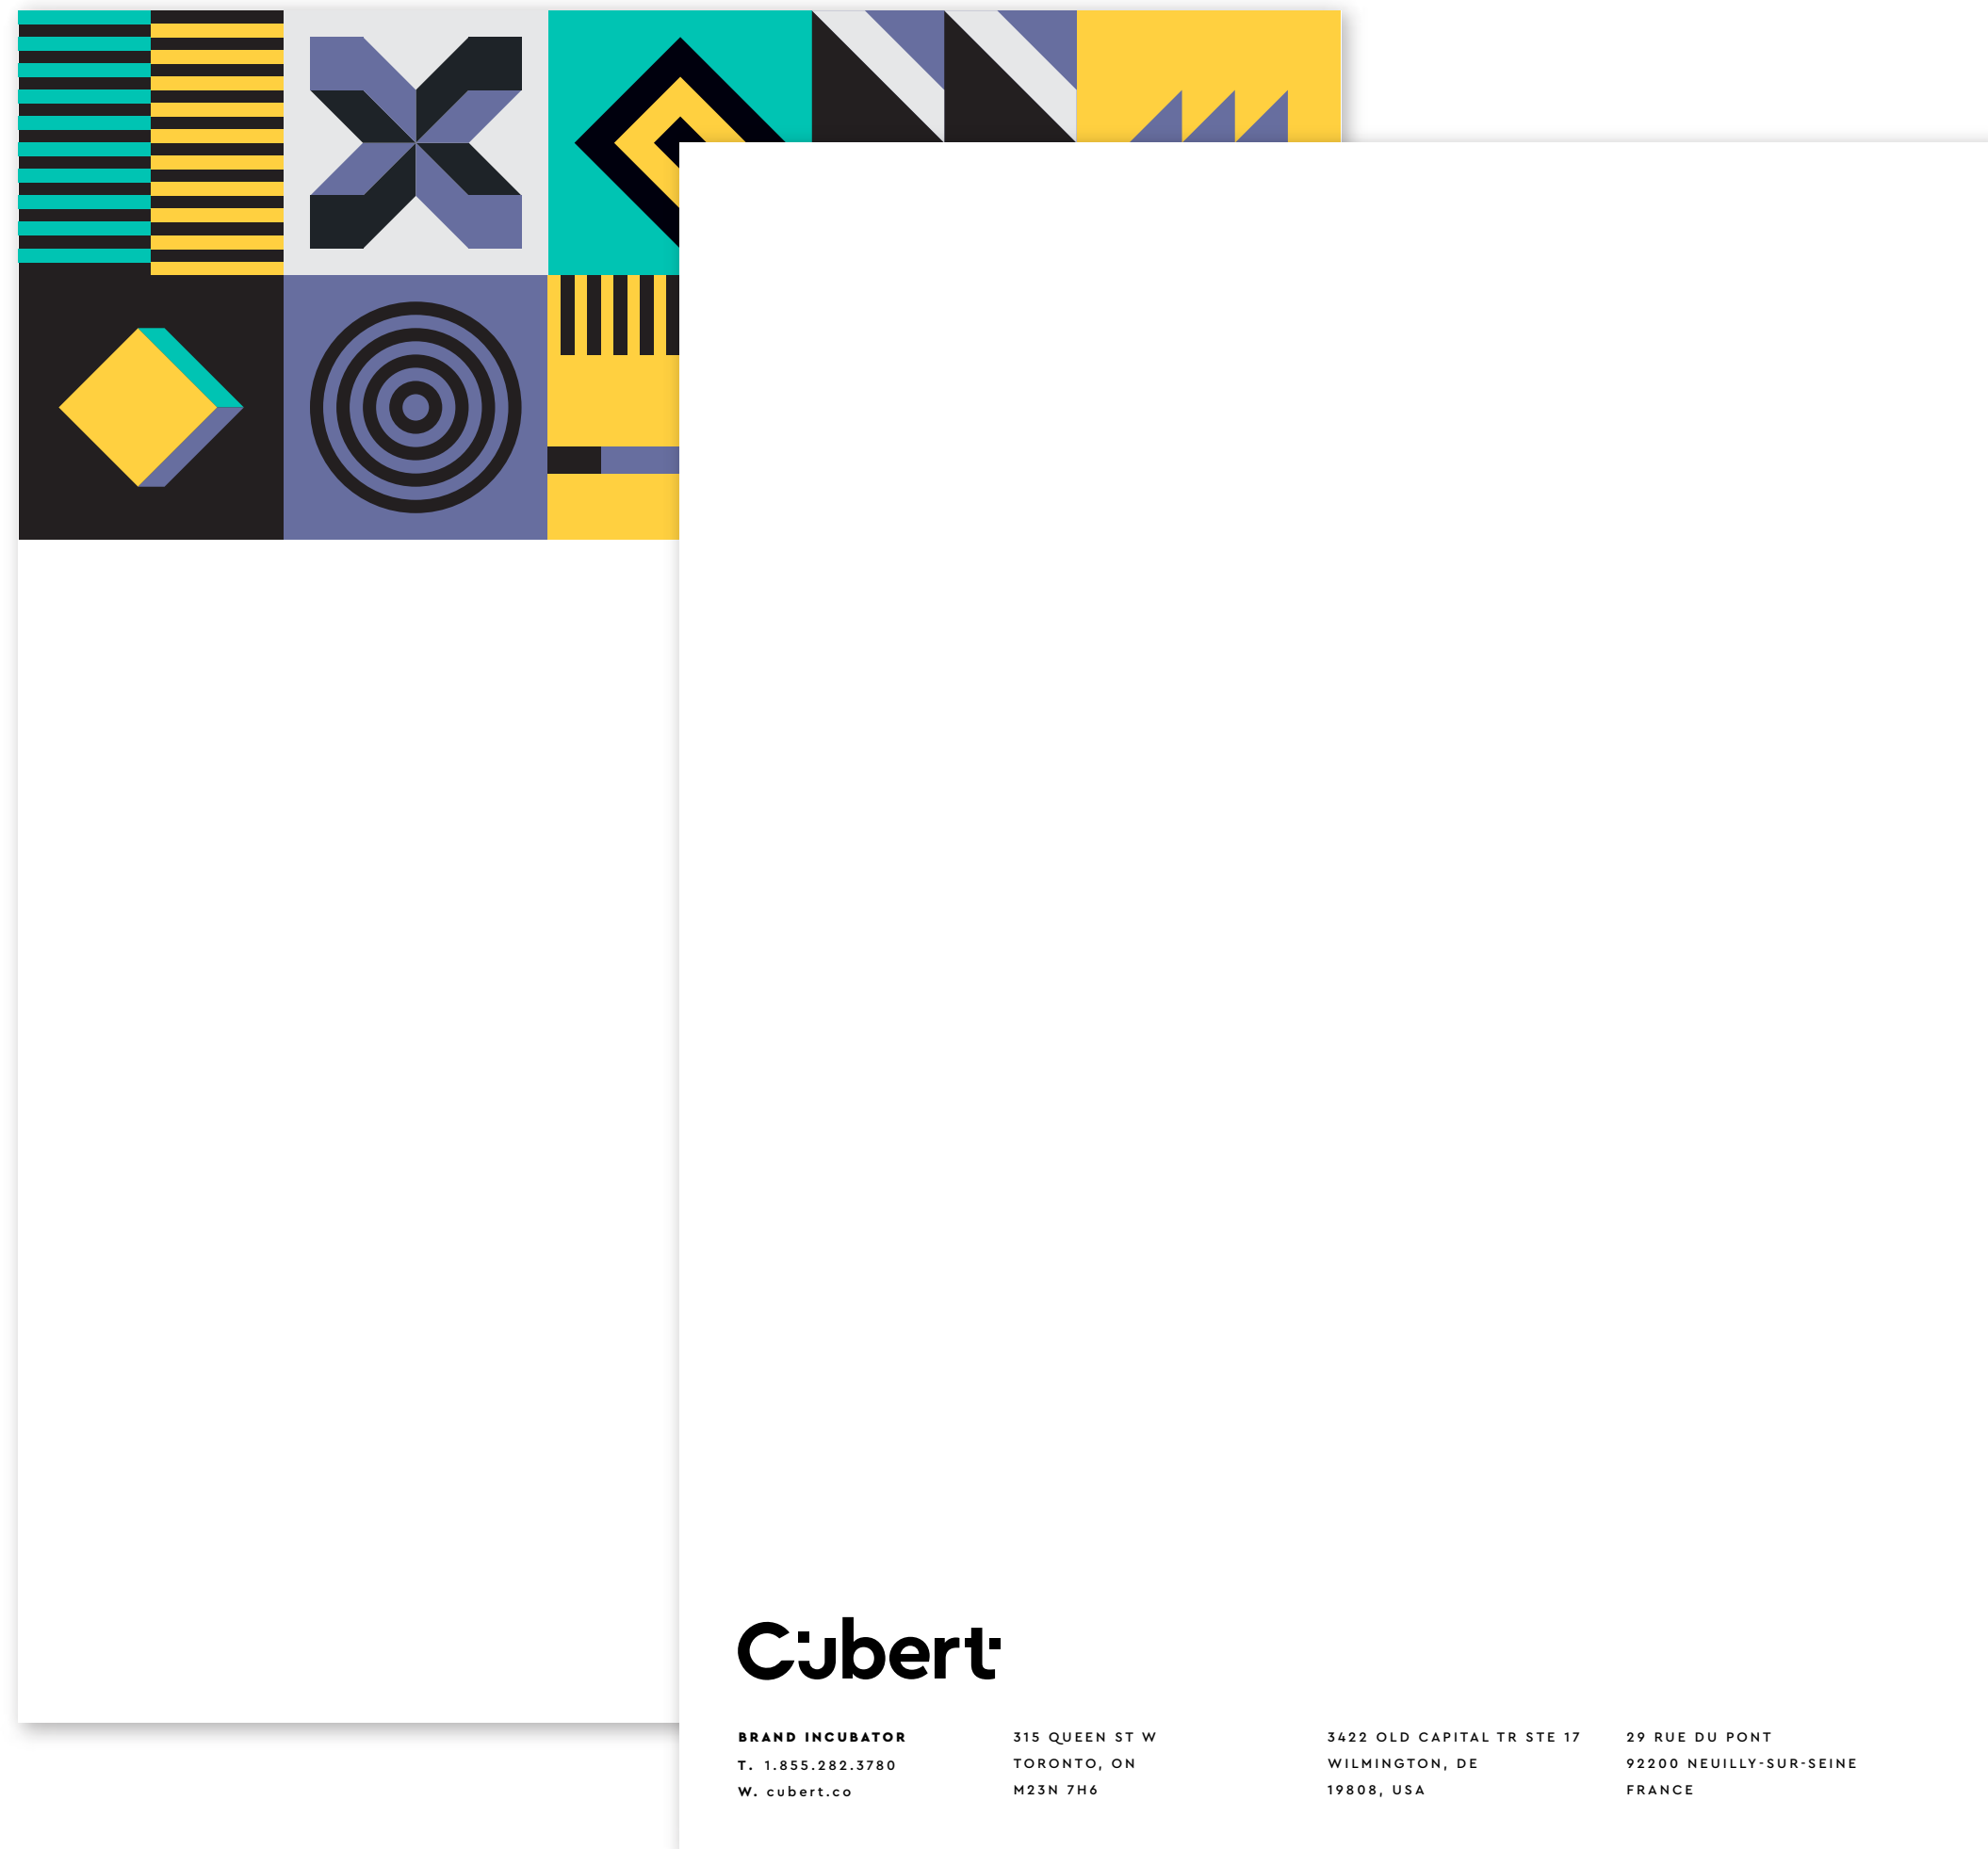 Cubert
BRAND INCUBATOR
T. 1.855.282.3780
W. cubert.co
315 QUEEN ST W
TORONTO, ON
M23N 7H6
3422 OLD CAPITAL TR STE 17
WILMINGTON, DE
19808, USA
29 RUE DU PONT
92200 NEUILLY-SUR-SEINE
FRANCE